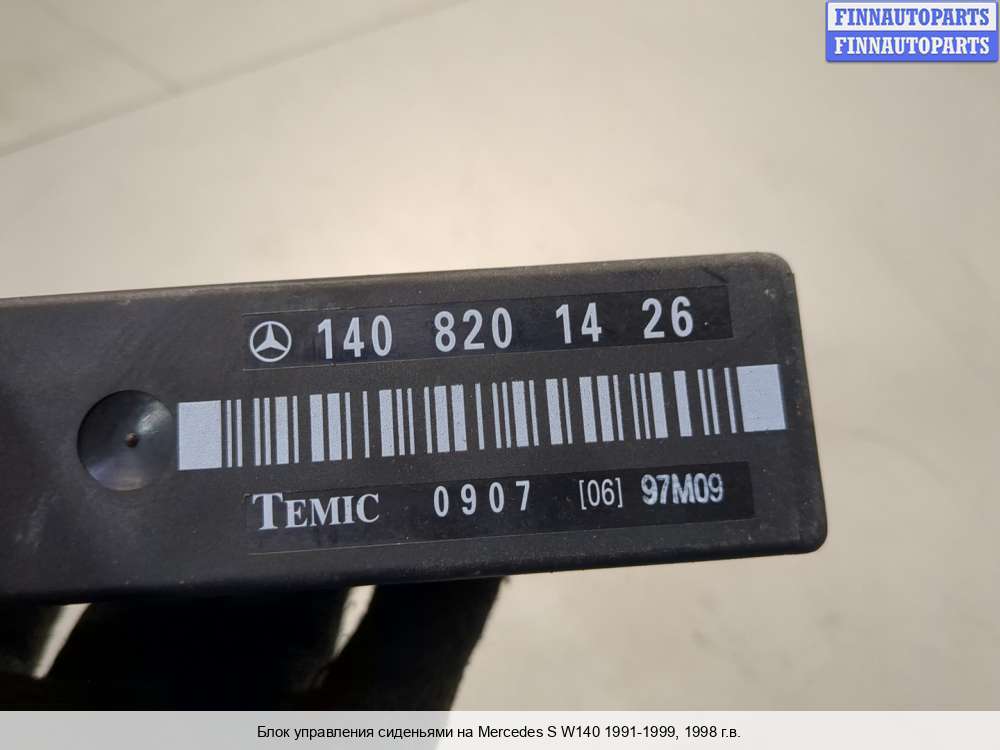 FINNAUTOPARTS
FINNAUTOPARTS
140 820 14 26
TEMIC 0907 [06] 97M09
Блок управления сиденьями на Mercedes S W140 1991-1999, 1998 г.в.